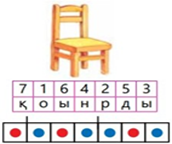 7 1 6 4 2 5 3
қ о ы н р д ы